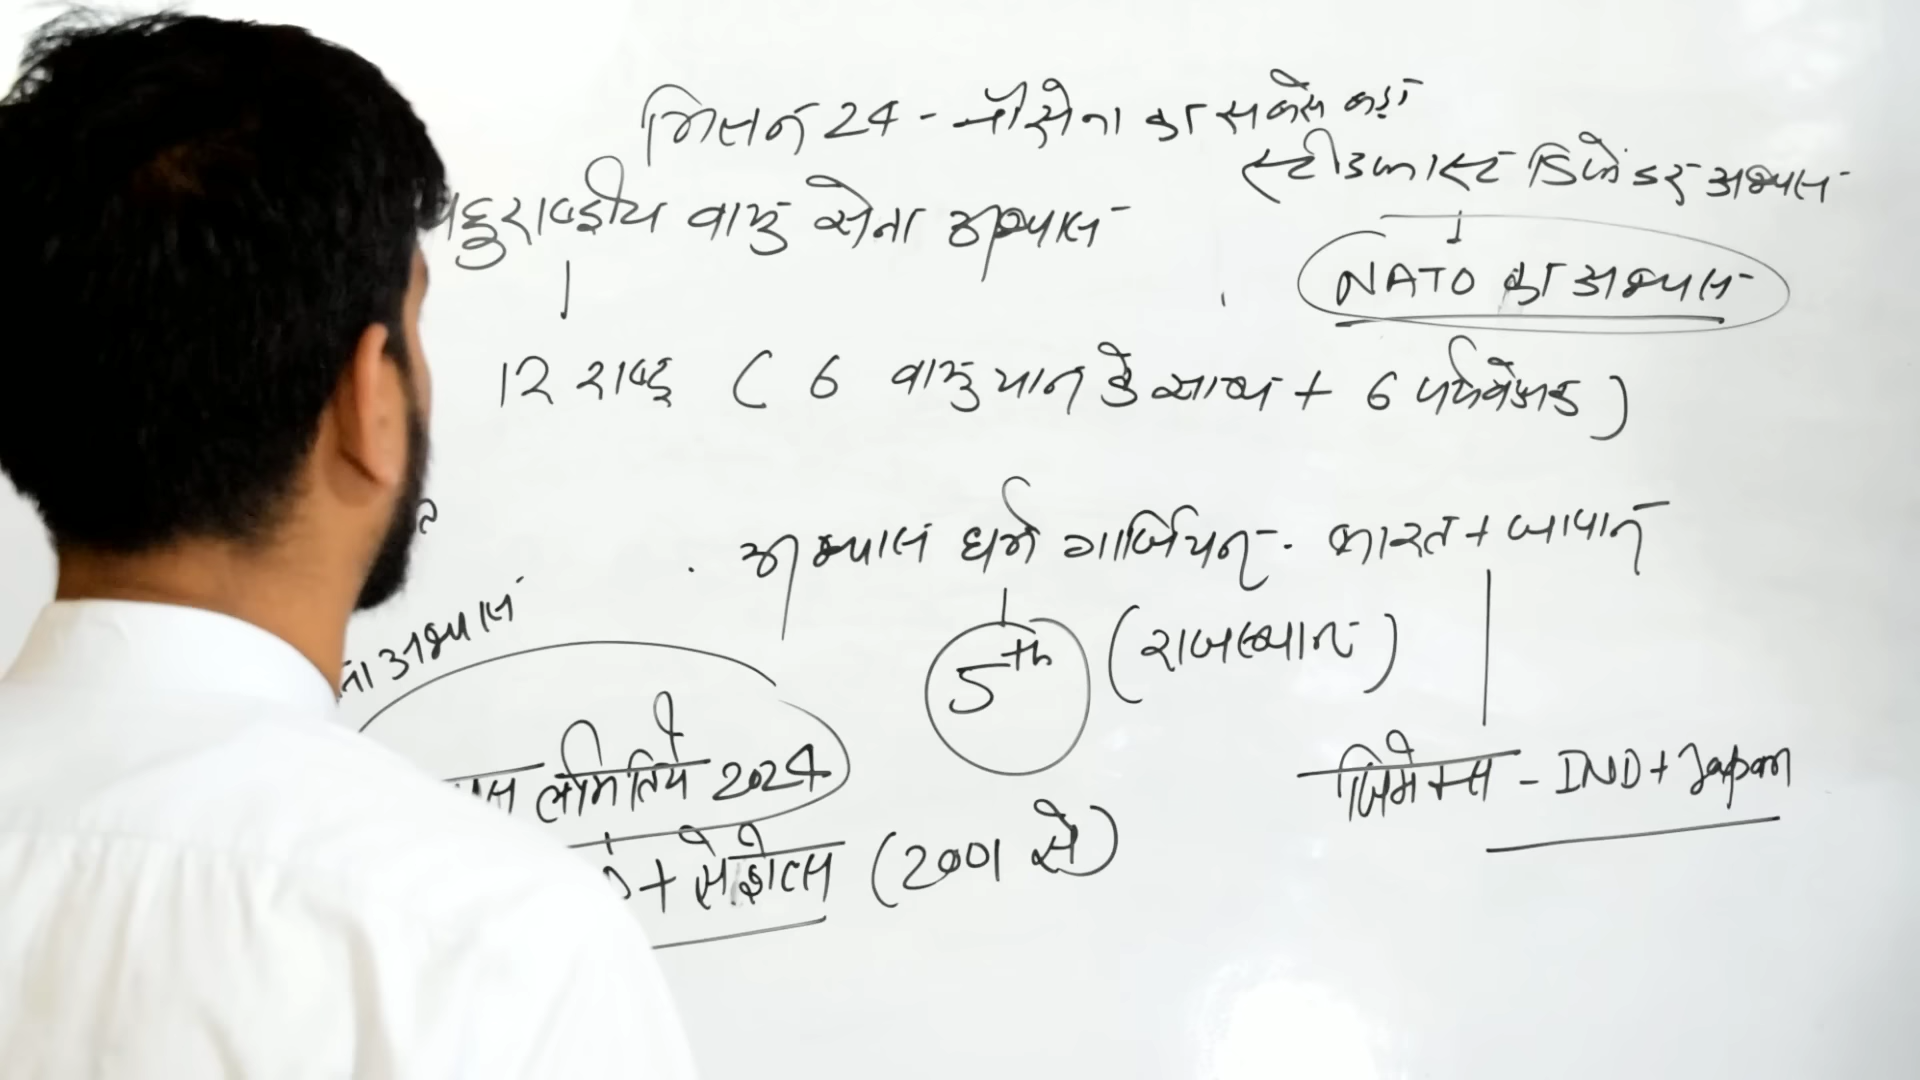 मिलन 24 - नौसेना का सबसे बड़ा
स्टीडफास्ट डिफेंडर अभ्यास
बहुराष्ट्रीय वायु सेना अभ्यास
NATO का अभ्यास
12 राष्ट्र ( 6 वायुयान के साथ + 6 पर्यवेक्षक )
अभ्यास धर्म गार्जियन - भारत + जापान
5th (राजस्थान)
अभ्यास
लामितिये 2024
जिमेक्स - IND + Japan
+ सेशेल्स (2001 से)